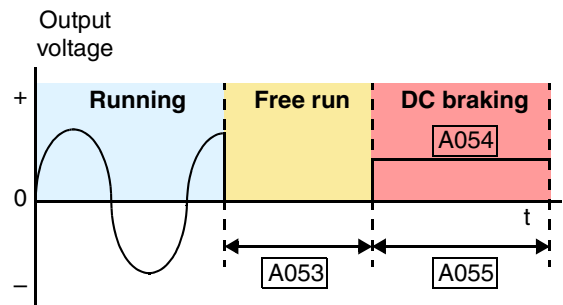 Output
voltage
+
Running
Free run
DC braking
A054
0
t
A053
A055
–